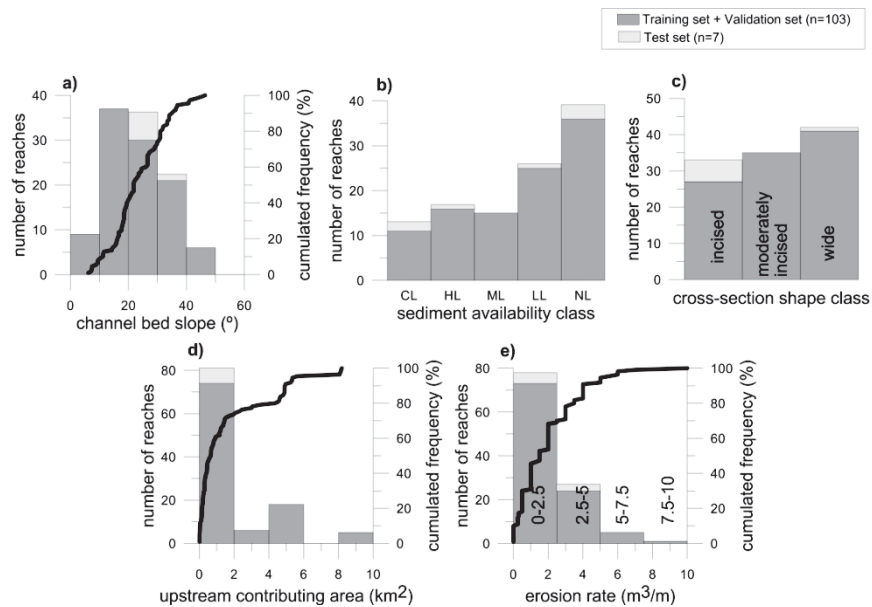 Training set + Validation set (n=103)
Test set (n=7)
a)
40
30
20
10
0
number of reaches
100
80
60
40
20
0
cumulated frequency (%)
0 20 40 60
channel bed slope (º)
b)
40
30
20
10
0
number of reaches
CL HL ML LL NL
sediment availability class
c)
50
40
30
20
10
0
number of reaches
incised
moderately
incised
wide
cross-section shape class
d)
80
60
40
20
0
number of reaches
100
80
60
40
20
0
cumulated frequency (%)
0 2 4 6 8 10
upstream contributing area (km2)
e)
80
60
40
20
0
number of reaches
0-2.5
2.5-5
5-7.5
7.5-10
100
80
60
40
20
0
cumulated frequency (%)
0 2 4 6 8 10
erosion rate (m3/m)